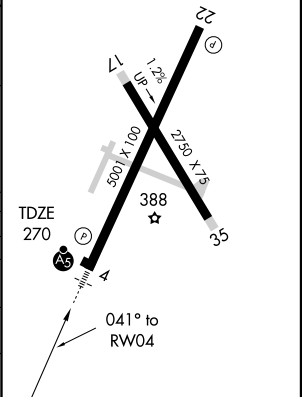 22
P
17
1.2%
UP
5001 X 100
2750 X 75
388
TDZE
270
P
A5
35
4
041° to
RW04